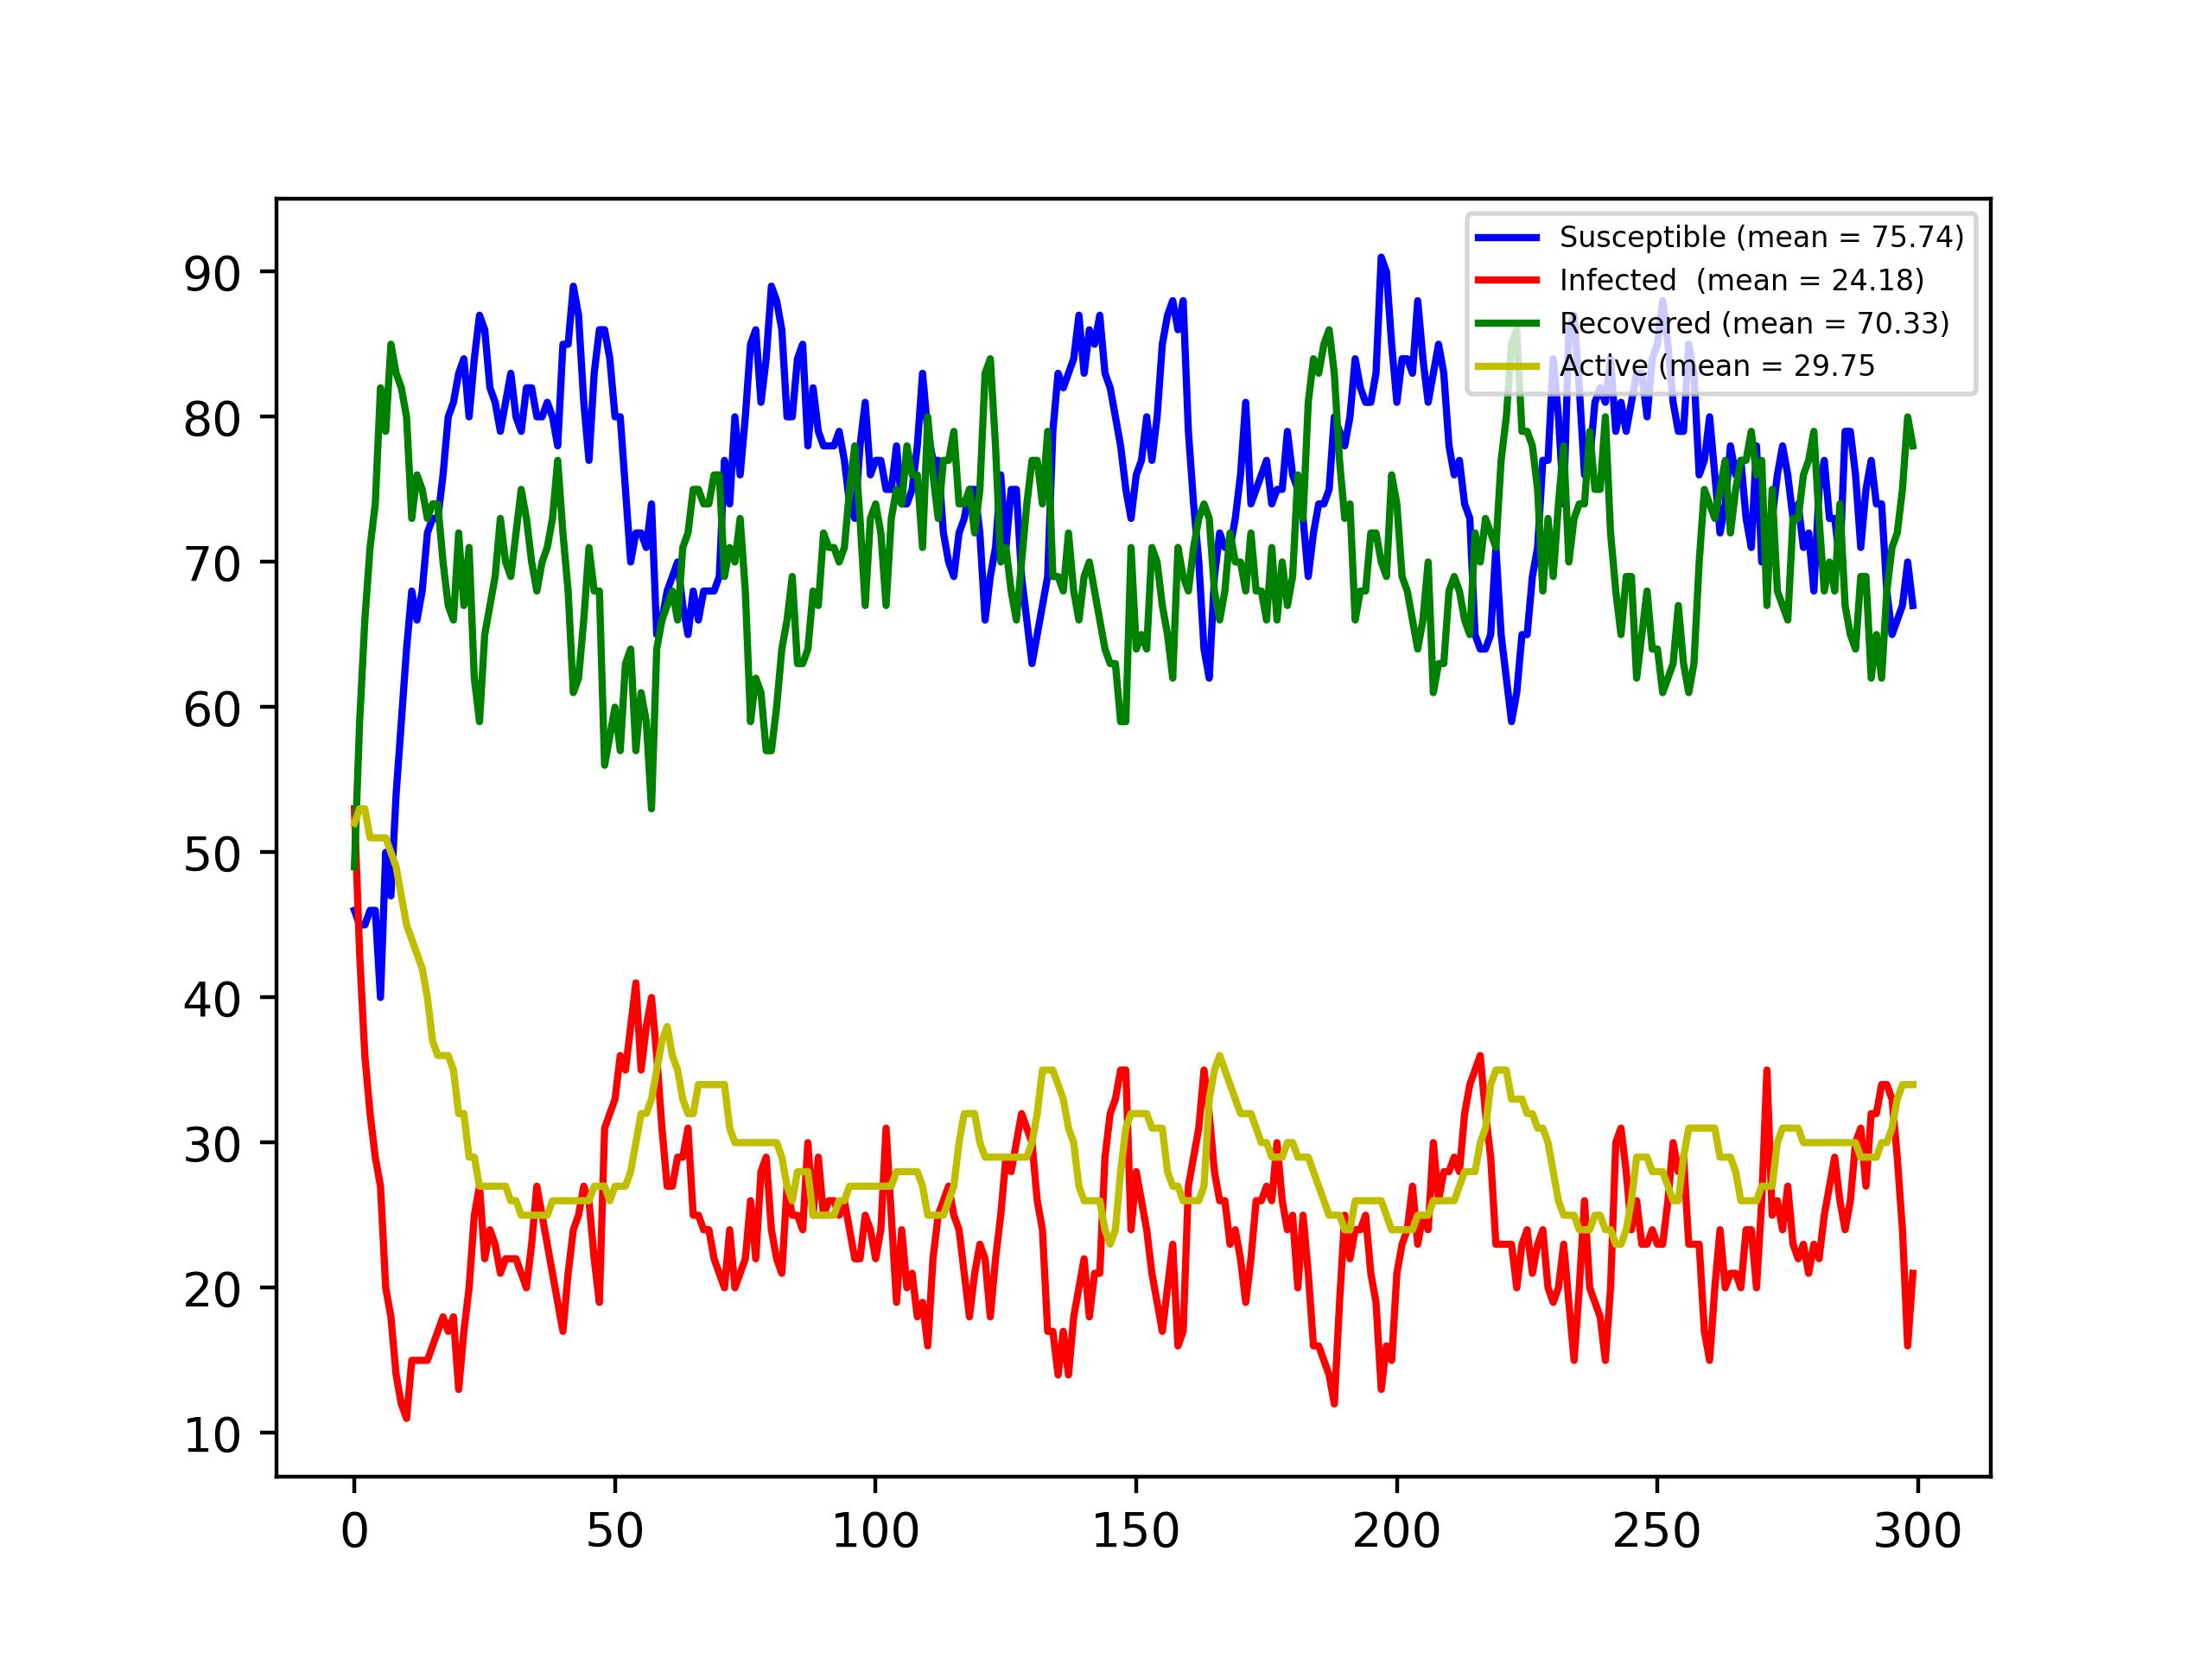 90
80
70
60
50
40
30
20
10
0 50 100 150 200 250 300
Susceptible (mean = 75.74)
Infected  (mean = 24.18)
Recovered (mean = 70.33)
Active (mean = 29.75